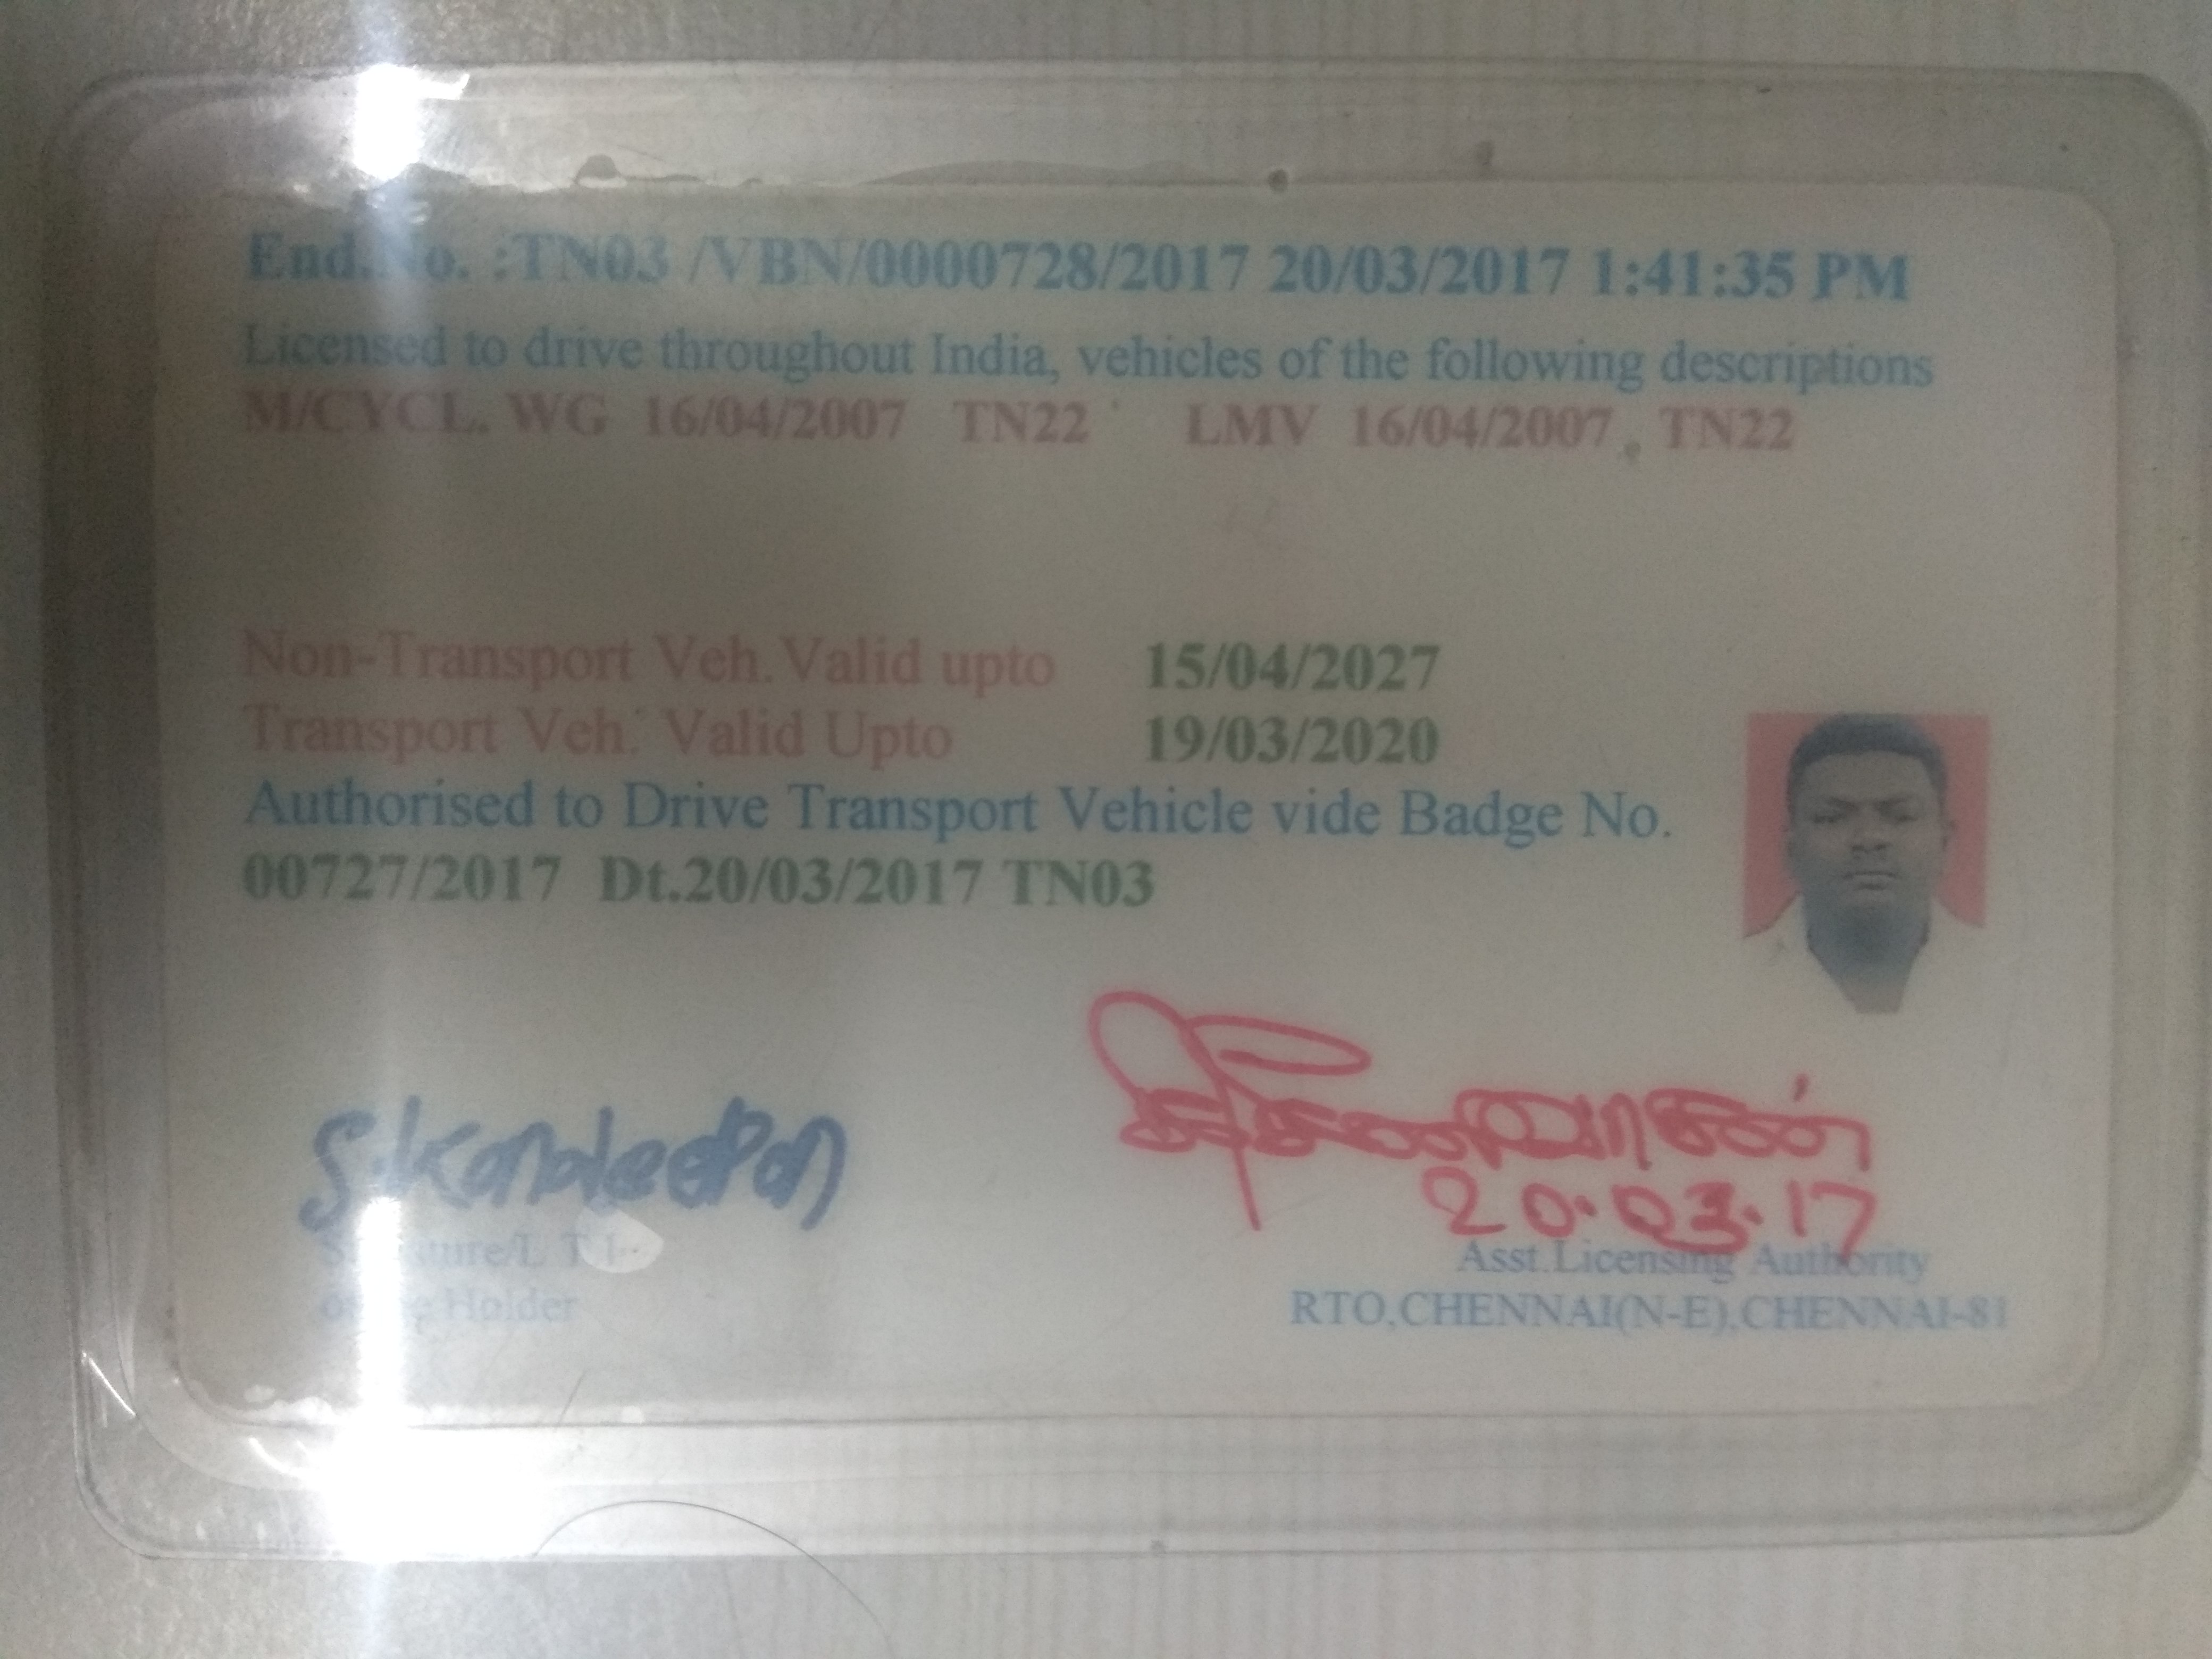 End. No. :TN03 /VBN/0000728/2017 20/03/2017 1:41:35 PM
Licensed to drive throughout India, vehicles of the following descriptions
M/CYCL. WG 16/04/2007 TN22 LMV 16/04/2007 TN22
Non-Transport Veh.Valid upto 15/04/2027
Transport Veh. Valid Upto 19/03/2020
Authorised to Drive Transport Vehicle vide Badge No.
00727/2017 Dt.20/03/2017 TN03
20.03.17
Signature/L T I
of the Holder
Asst.Licensing Authority
RTO,CHENNAI(N-E),CHENNAI-81